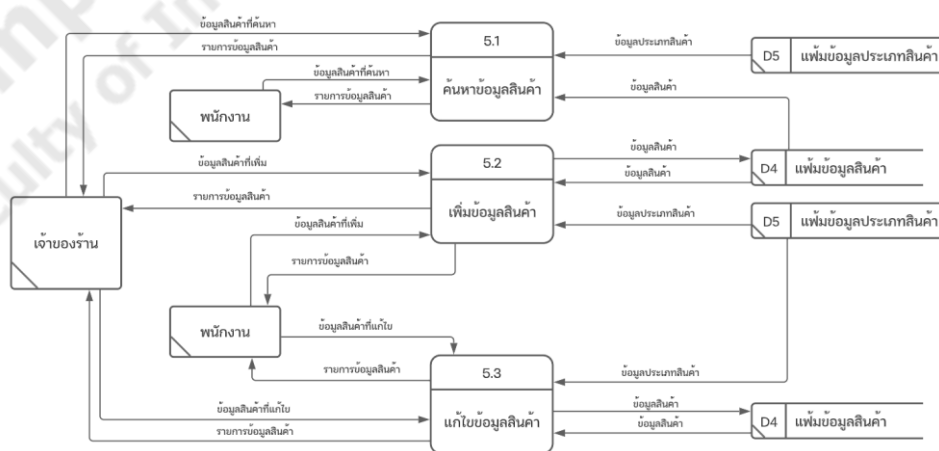 ข้อมูลสินค้าที่ค้นหา
รายการข้อมูลสินค้า
5.1
ค้นหาข้อมูลสินค้า
ข้อมูลประเภทสินค้า
D5 แฟ้มข้อมูลประเภทสินค้า
ข้อมูลสินค้าที่ค้นหา
รายการข้อมูลสินค้า
พนักงาน
ข้อมูลสินค้า
ข้อมูลสินค้าที่เพิ่ม
รายการข้อมูลสินค้า
5.2
เพิ่มข้อมูลสินค้า
ข้อมูลสินค้า
ข้อมูลสินค้า
D4 แฟ้มข้อมูลสินค้า
เจ้าของร้าน
ข้อมูลสินค้าที่เพิ่ม
ข้อมูลประเภทสินค้า
D5 แฟ้มข้อมูลประเภทสินค้า
รายการข้อมูลสินค้า
พนักงาน
ข้อมูลสินค้าที่แก้ไข
รายการข้อมูลสินค้า
5.3
แก้ไขข้อมูลสินค้า
ข้อมูลประเภทสินค้า
ข้อมูลสินค้าที่แก้ไข
รายการข้อมูลสินค้า
ข้อมูลสินค้า
ข้อมูลสินค้า
D4 แฟ้มข้อมูลสินค้า